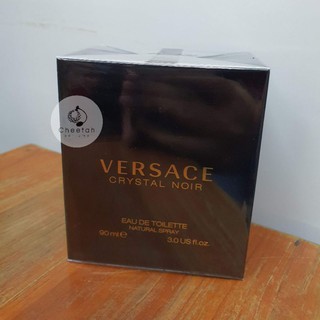 Cheetah
VERSACE
CRYSTAL NOIR
EAU DE TOILETTE
NATURAL SPRAY
90 ml ℮ 3.0 US fl.oz.